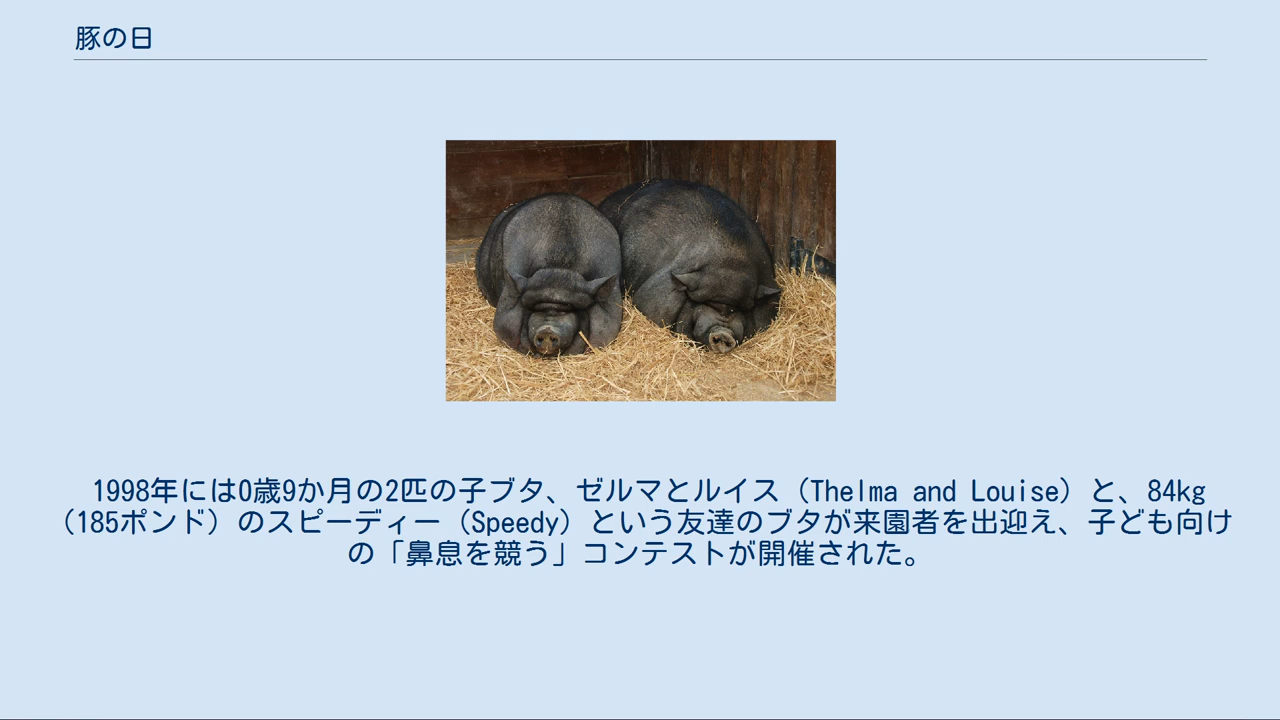 豚の日
1998年には0歳9か月の2匹の子ブタ、ゼルマとルイス（Thelma and Louise）と、84kg
（185ポンド）のスピーディー（Speedy）という友達のブタが来園者を出迎え、子ども向け
の「鼻息を競う」コンテストが開催された。